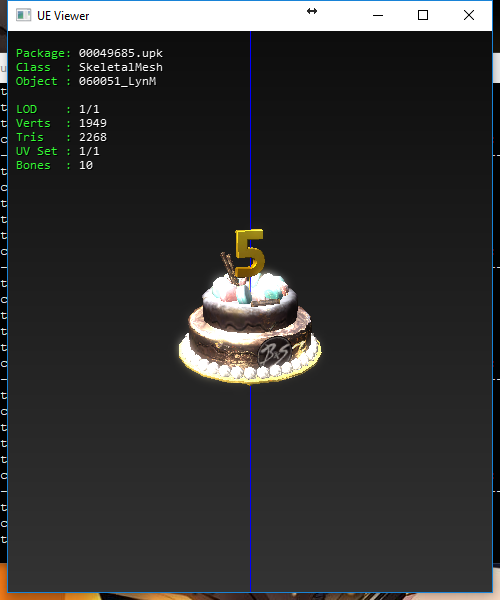 UE Viewer
Package: 00049685.upk
Class : SkeletalMesh
Object : 060051_LynM
LOD : 1/1
Verts : 1949
Tris : 2268
UV Set : 1/1
Bones : 10
5
B&S